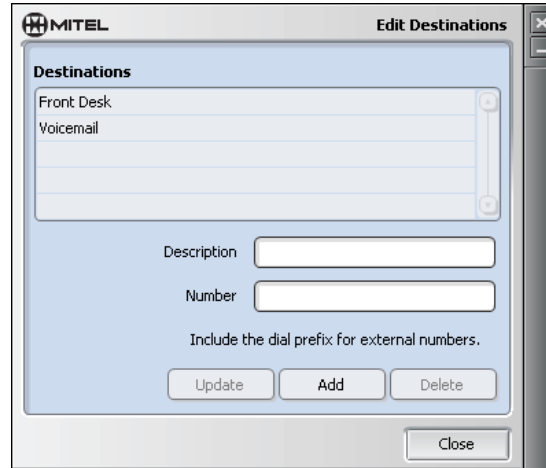 MITEL Edit Destinations
Destinations
Front Desk
Voicemail
Description
Number
Include the dial prefix for external numbers.
Update Add Delete
Close